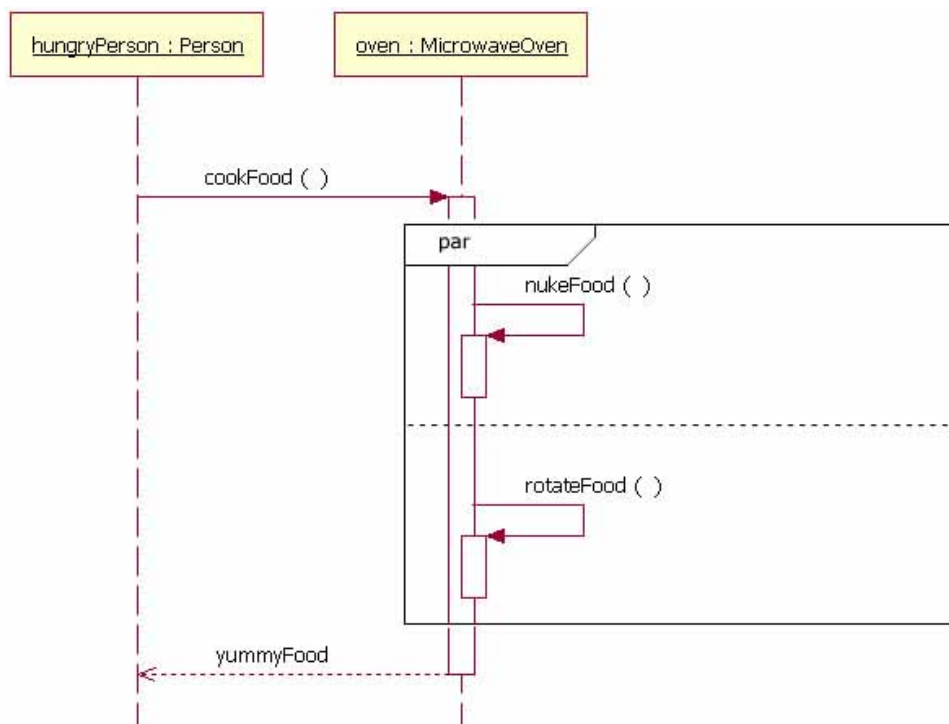 hungryPerson : Person
oven : MicrowaveOven
cookFood ( )
par
nukeFood ( )
rotateFood ( )
yummyFood